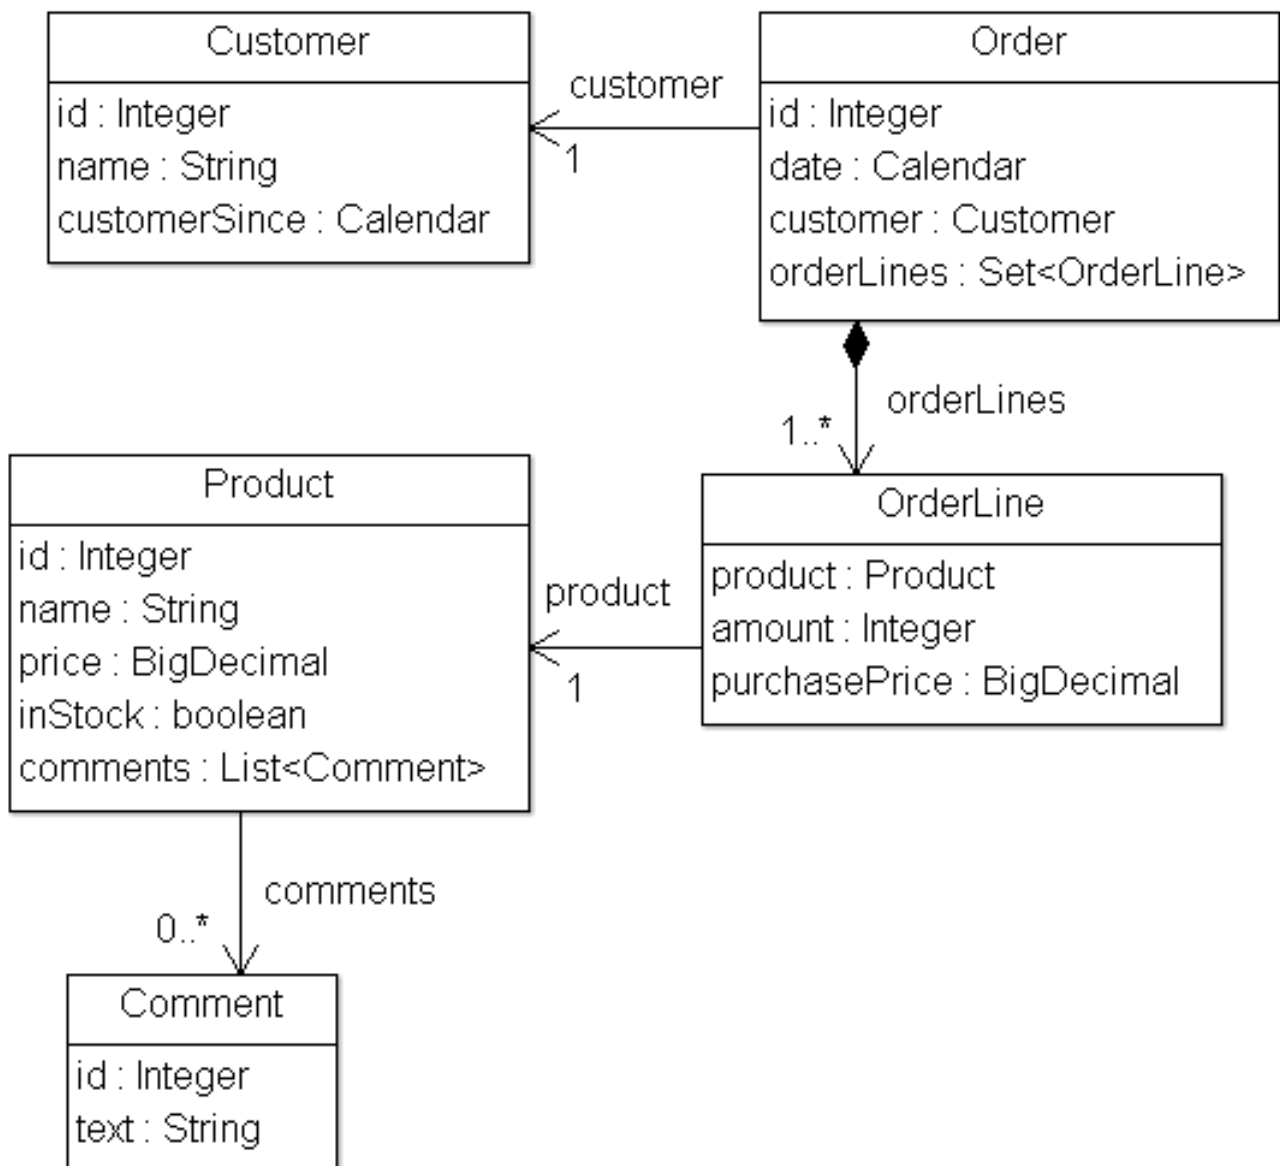 Customer
id : Integer
name : String
customerSince : Calendar
customer
1
Order
id : Integer
date : Calendar
customer : Customer
orderLines : Set<OrderLine>
orderLines
1..*
Product
id : Integer
name : String
price : BigDecimal
inStock : boolean
comments : List<Comment>
product
1
OrderLine
product : Product
amount : Integer
purchasePrice : BigDecimal
comments
0..*
Comment
id : Integer
text : String